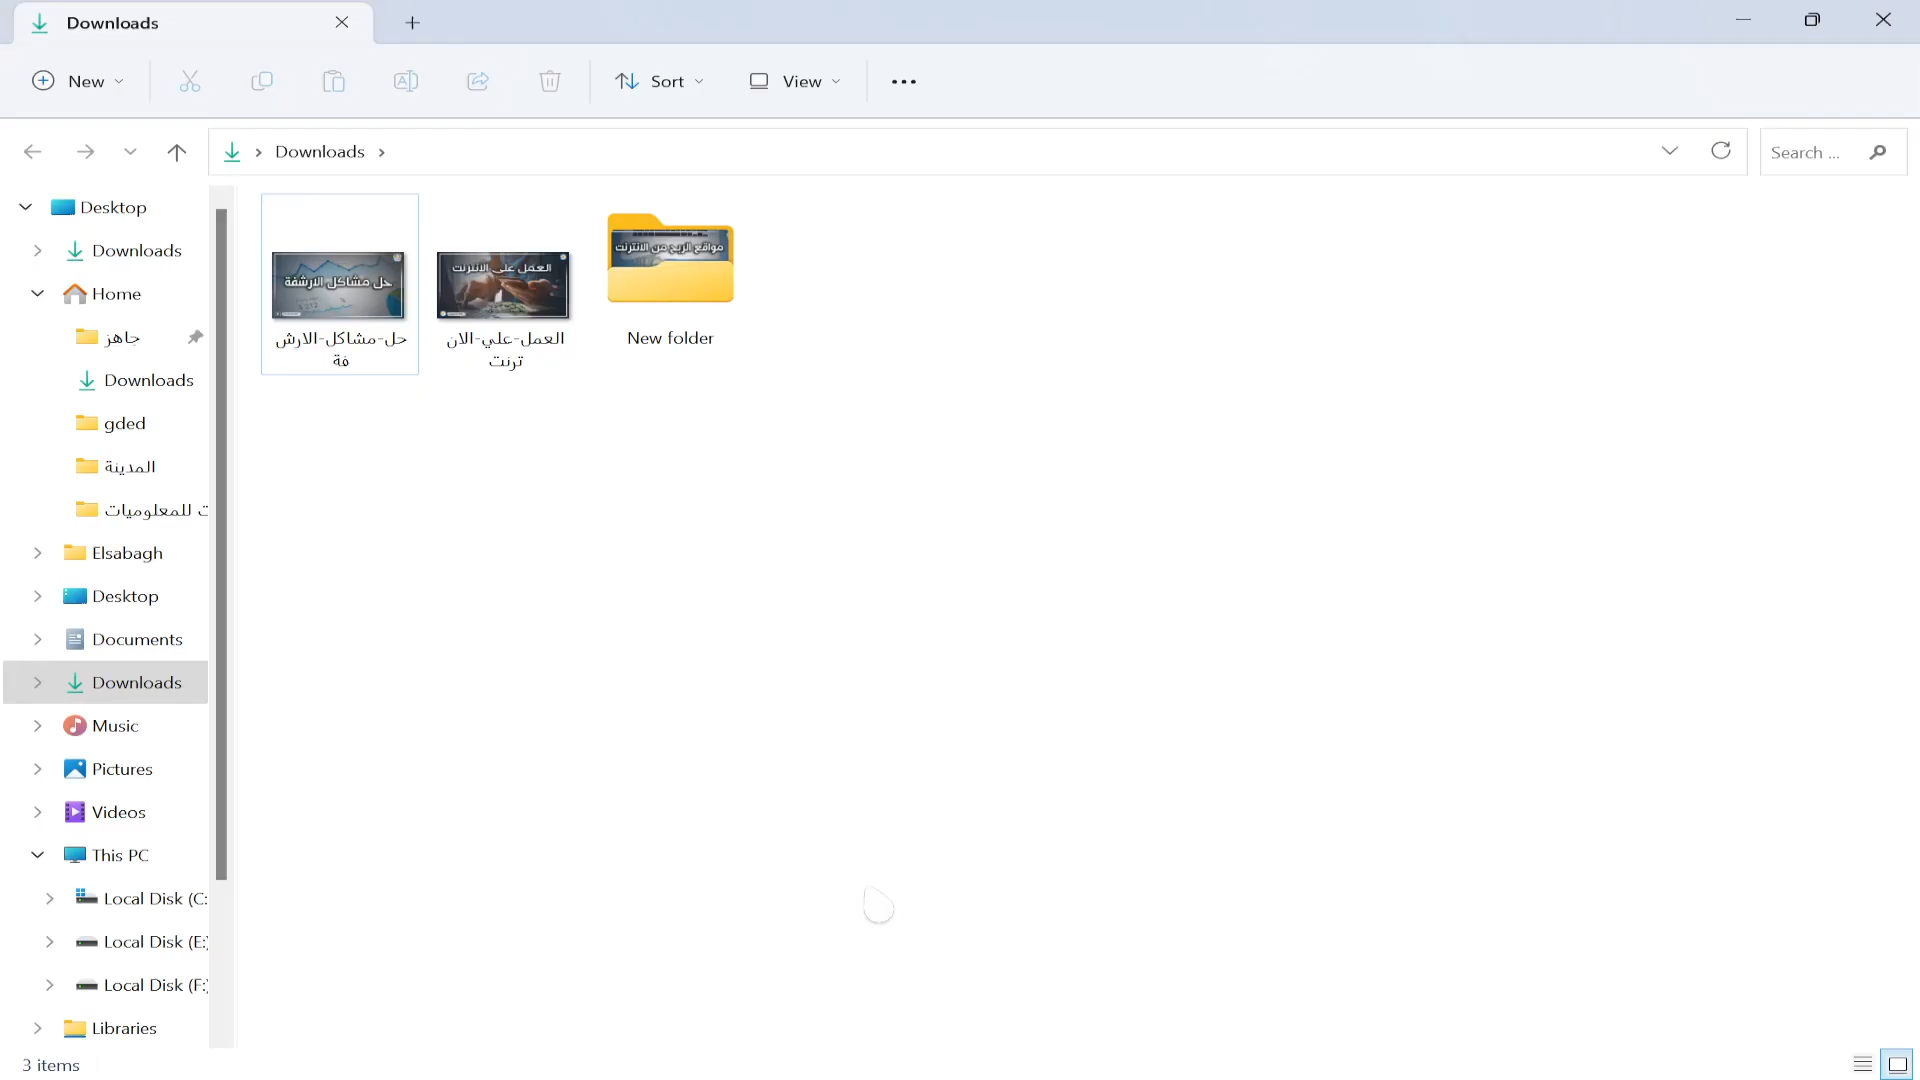 Downloads
New
Sort
View
Downloads
Search ...
Desktop
Downloads
Home
جاهز
Downloads
gded
المدينة
ت للمعلوميات
Elsabagh
Desktop
Documents
Downloads
Music
Pictures
Videos
This PC
Local Disk (C:
Local Disk (E:)
Local Disk (F:)
Libraries
حل مشاكل الارشفة
حل-مشاكل-الارش
فة
العمل على الانترنت
العمل-علي-الان
ترنت
مواقع الربح من الانترنت
New folder
3 items